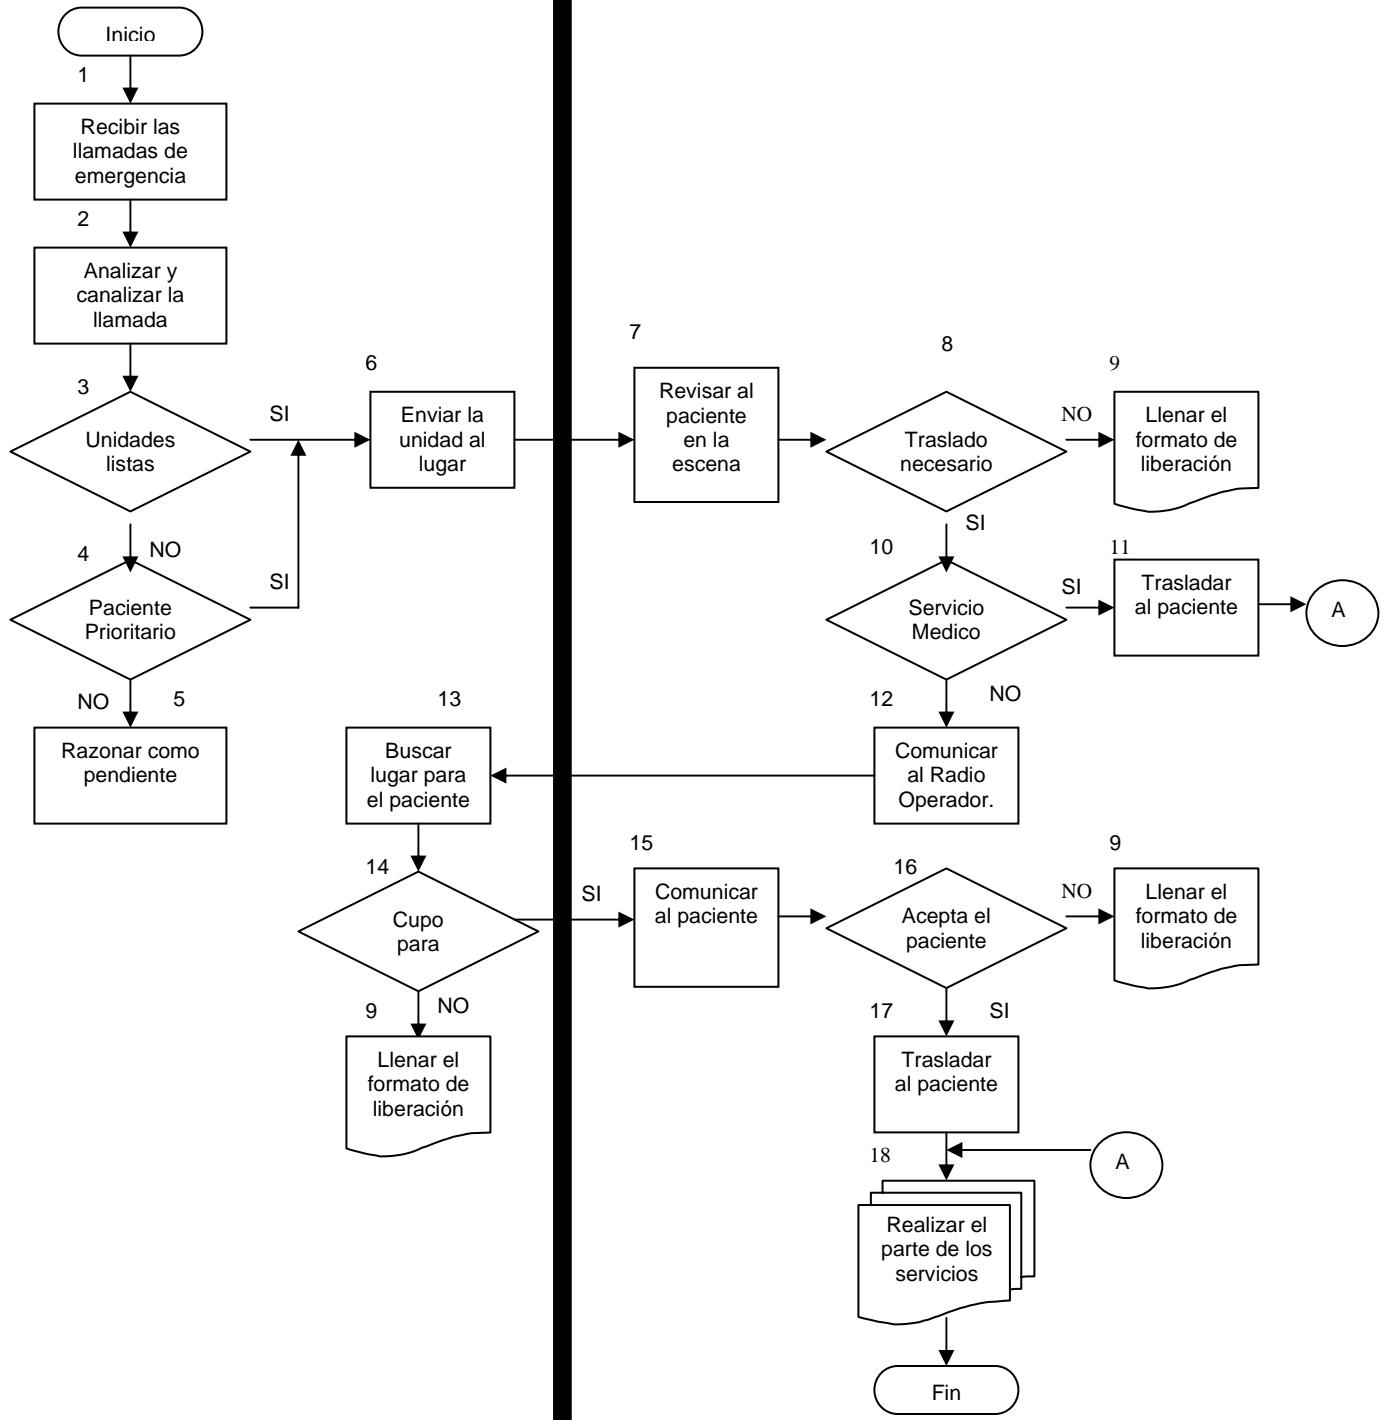 Inicio
1
Recibir las
llamadas de
emergencia
2
Analizar y
canalizar la
llamada
3
Unidades
listas
SI
NO
4
Paciente
Prioritario
SI
NO
5
Razonar como
pendiente
6
Enviar la
unidad al
lugar
7
Revisar al
paciente
en la
escena
8
Traslado
necesario
NO
9
Llenar el
formato de
liberación
SI
10
Servicio
Medico
SI
11
Trasladar
al paciente
A
NO
12
Comunicar
al Radio
Operador.
13
Buscar
lugar para
el paciente
14
Cupo
para
SI
NO
9
Llenar el
formato de
liberación
15
Comunicar
al paciente
16
Acepta el
paciente
NO
9
Llenar el
formato de
liberación
SI
17
Trasladar
al paciente
A
18
Realizar el
parte de los
servicios
Fin